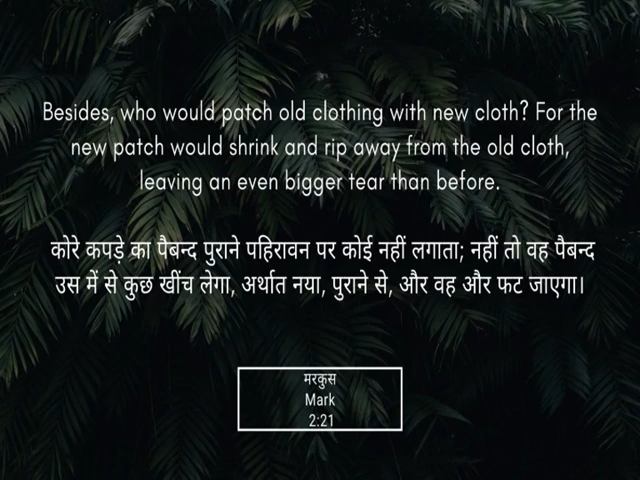 Besides, who would patch old clothing with new cloth? For the
new patch would shrink and rip away from the old cloth,
leaving an even bigger tear than before.
कोरे कपड़े का पैबन्द पुराने पहिरावन पर कोई नहीं लगाता; नहीं तो वह पैबन्द
उस में से कुछ खींच लेगा, अर्थात नया, पुराने से, और वह और फट जाएगा।
मरकुस
Mark
2:21